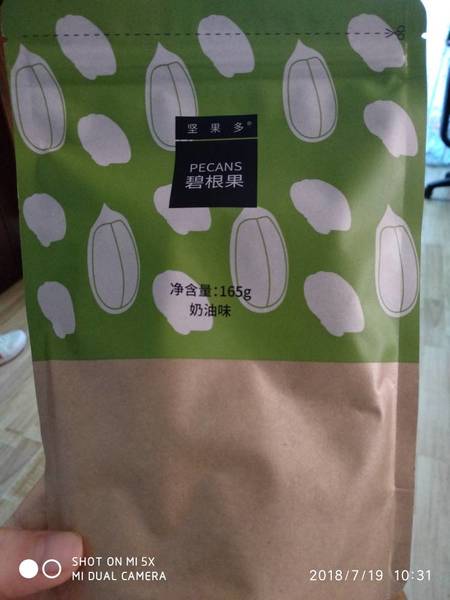 坚果多®
PECANS
碧根果
净含量:165g
奶油味
SHOT ON MI 5X
MI DUAL CAMERA
2018/7/19 10:31